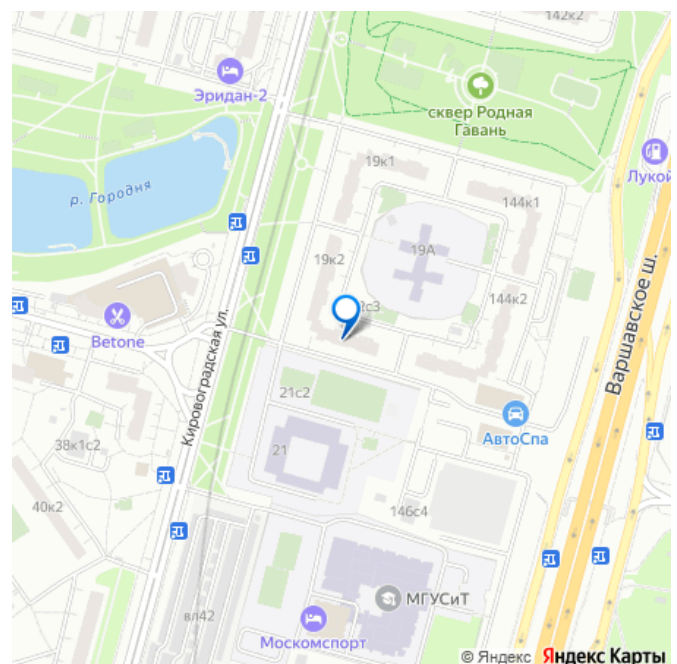 142к2
Эридан-2
сквер Родная
Гавань
19к1
Лукой
р. Городня
144к1
19к2
19А
2с3
144к2
Варшавское ш.
Betone
Кировоградская ул.
21с2
АвтоСпа
38к1с2
21
40к2
146с4
вл42
МГУСиТ
Москомспорт
© Яндекс Яндекс Карты